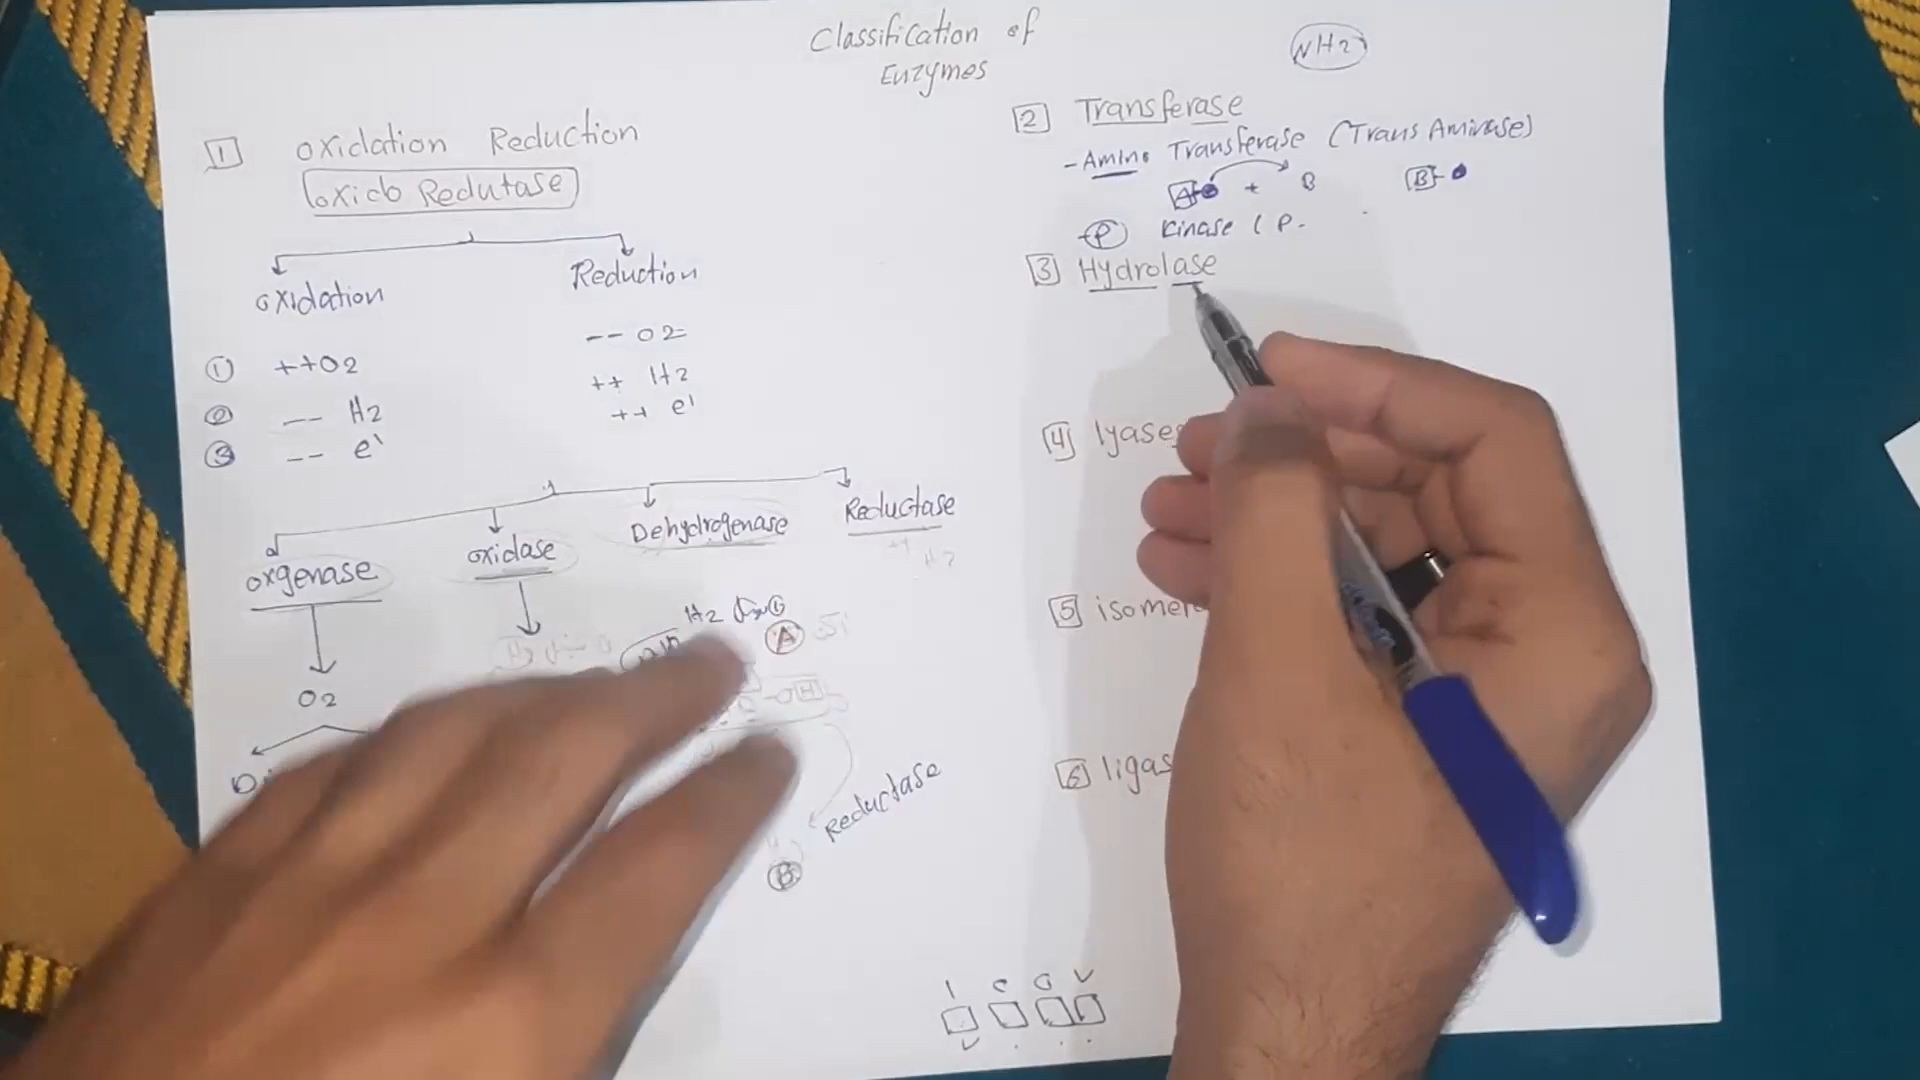 Classification of
Enzymes
NH2
1 oxidation Reduction
oxido Redutase
oxidation
Reduction
1 ++O2
2 -- H2
3 -- e'
-- O2
++ H2
++ e'
oxgenase
oxidase
Dehydrogenase
Reductase
H2
O2
H2
A
Reductase
B
2 Transferase
- Amino Transferase (Trans Aminase)
A + B
B
- P Kinase ( P-
3 Hydrolase
4 lyases
5 isomer
6 ligas